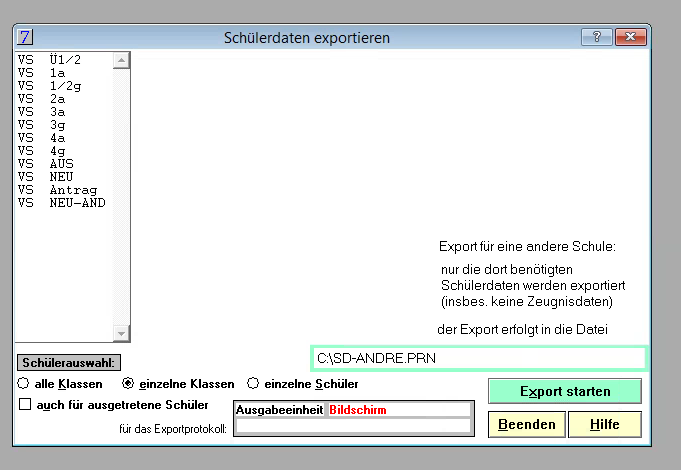 7 Schülerdaten exportieren ?
VS Ü1/2
VS 1a
VS 1/2g
VS 2a
VS 3a
VS 3g
VS 4a
VS 4g
VS AUS
VS NEU
VS Antrag
VS NEU-AND
Export für eine andere Schule:
nur die dort benötigten
Schülerdaten werden exportiert
(insbes. keine Zeugnisdaten)
der Export erfolgt in die Datei
C:\SD-ANDRE.PRN
Schülerauswahl:
alle Klassen einzelne Klassen einzelne Schüler
auch für ausgetretene Schüler
Ausgabeeinheit Bildschirm
für das Exportprotokoll:
Export starten
Beenden Hilfe